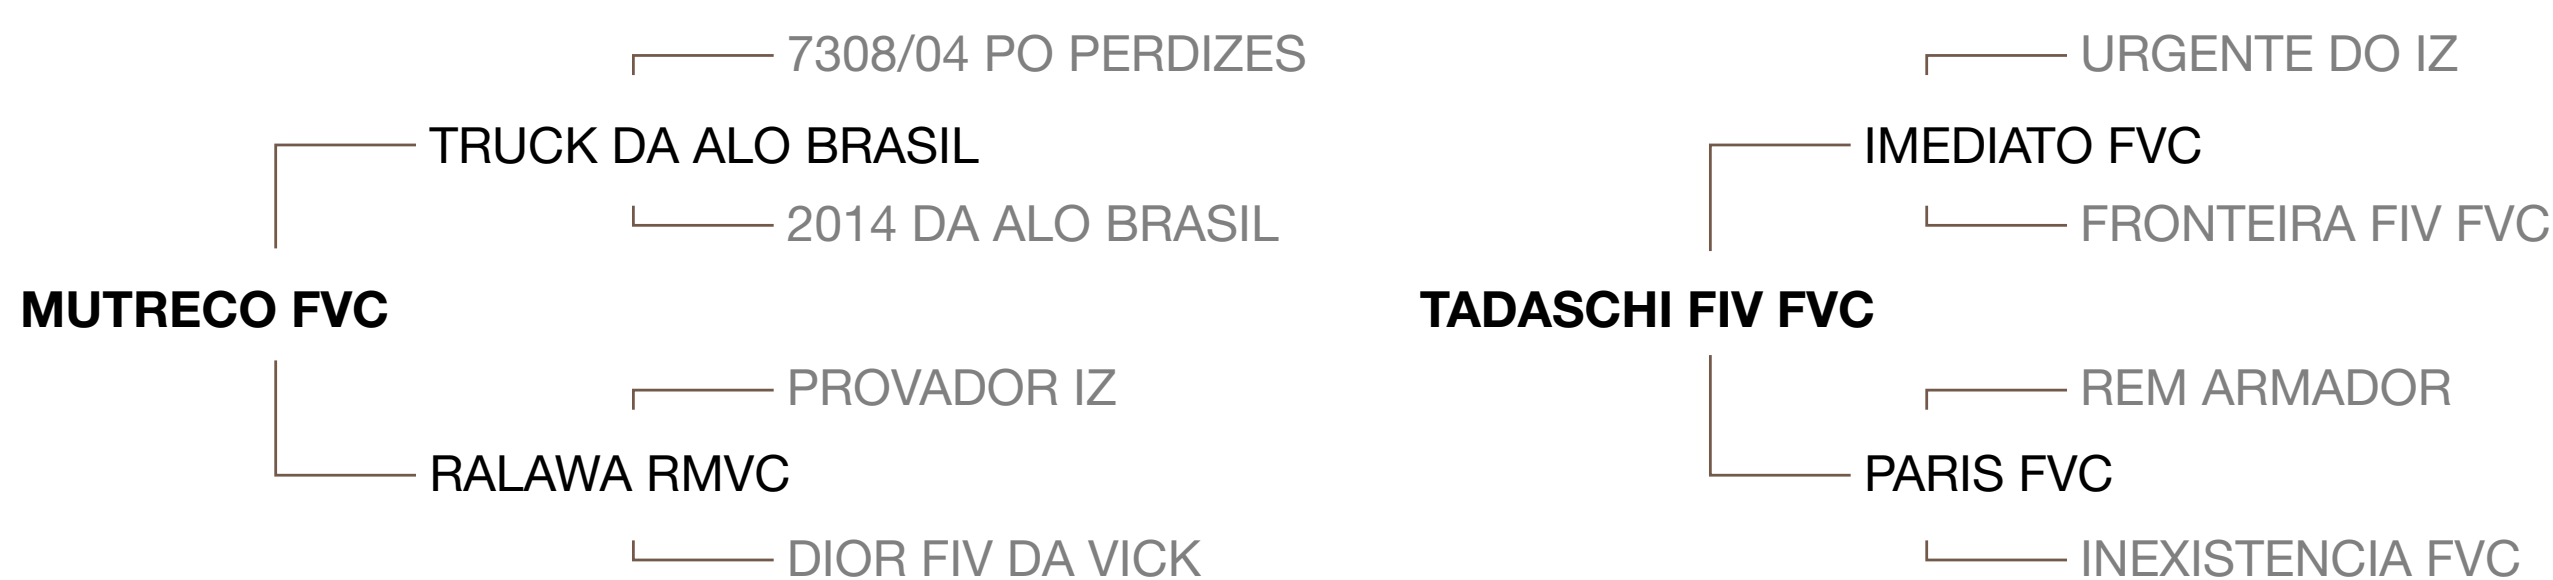 7308/04 PO PERDIZES
TRUCK DA ALO BRASIL
2014 DA ALO BRASIL
MUTRECO FVC
PROVADOR IZ
RALAWA RMVC
DIOR FIV DA VICK
URGENTE DO IZ
IMEDIATO FVC
FRONTEIRA FIV FVC
TADASCHI FIV FVC
REM ARMADOR
PARIS FVC
INEXISTENCIA FVC